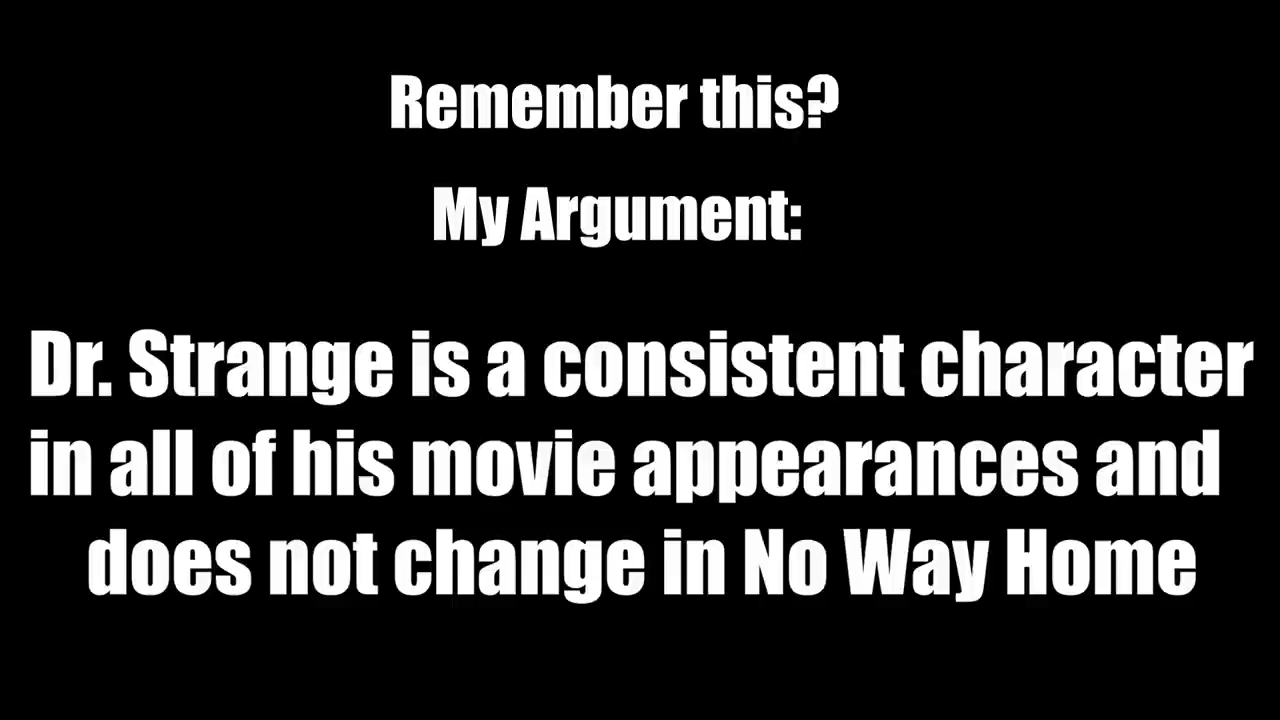 Remember this?
My Argument:
Dr. Strange is a consistent character
in all of his movie appearances and
does not change in No Way Home